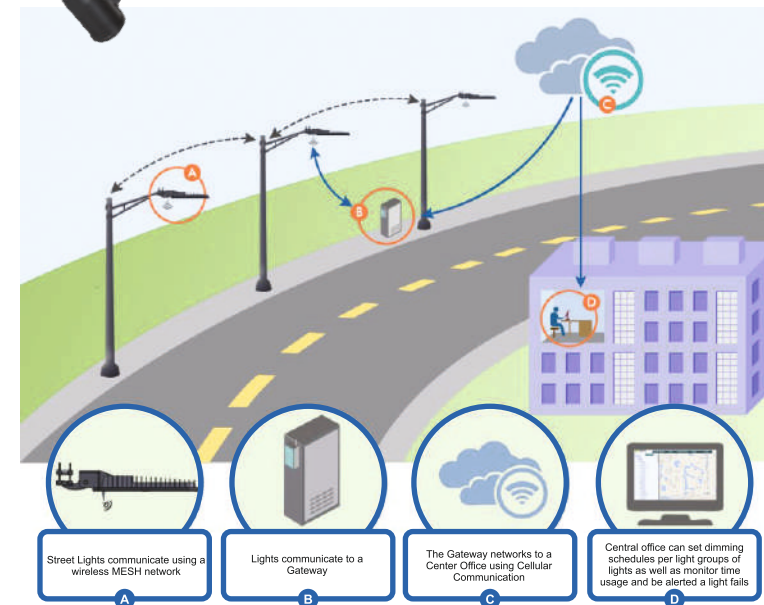 C
A
B
D
Street Lights communicate using a
wireless MESH network
A
Lights communicate to a
Gateway
B
The Gateway networks to a
Center Office using Cellular
Communication
C
Central office can set dimming
schedules per light groups of
lights as well as monitor time
usage and be alerted a light fails
D